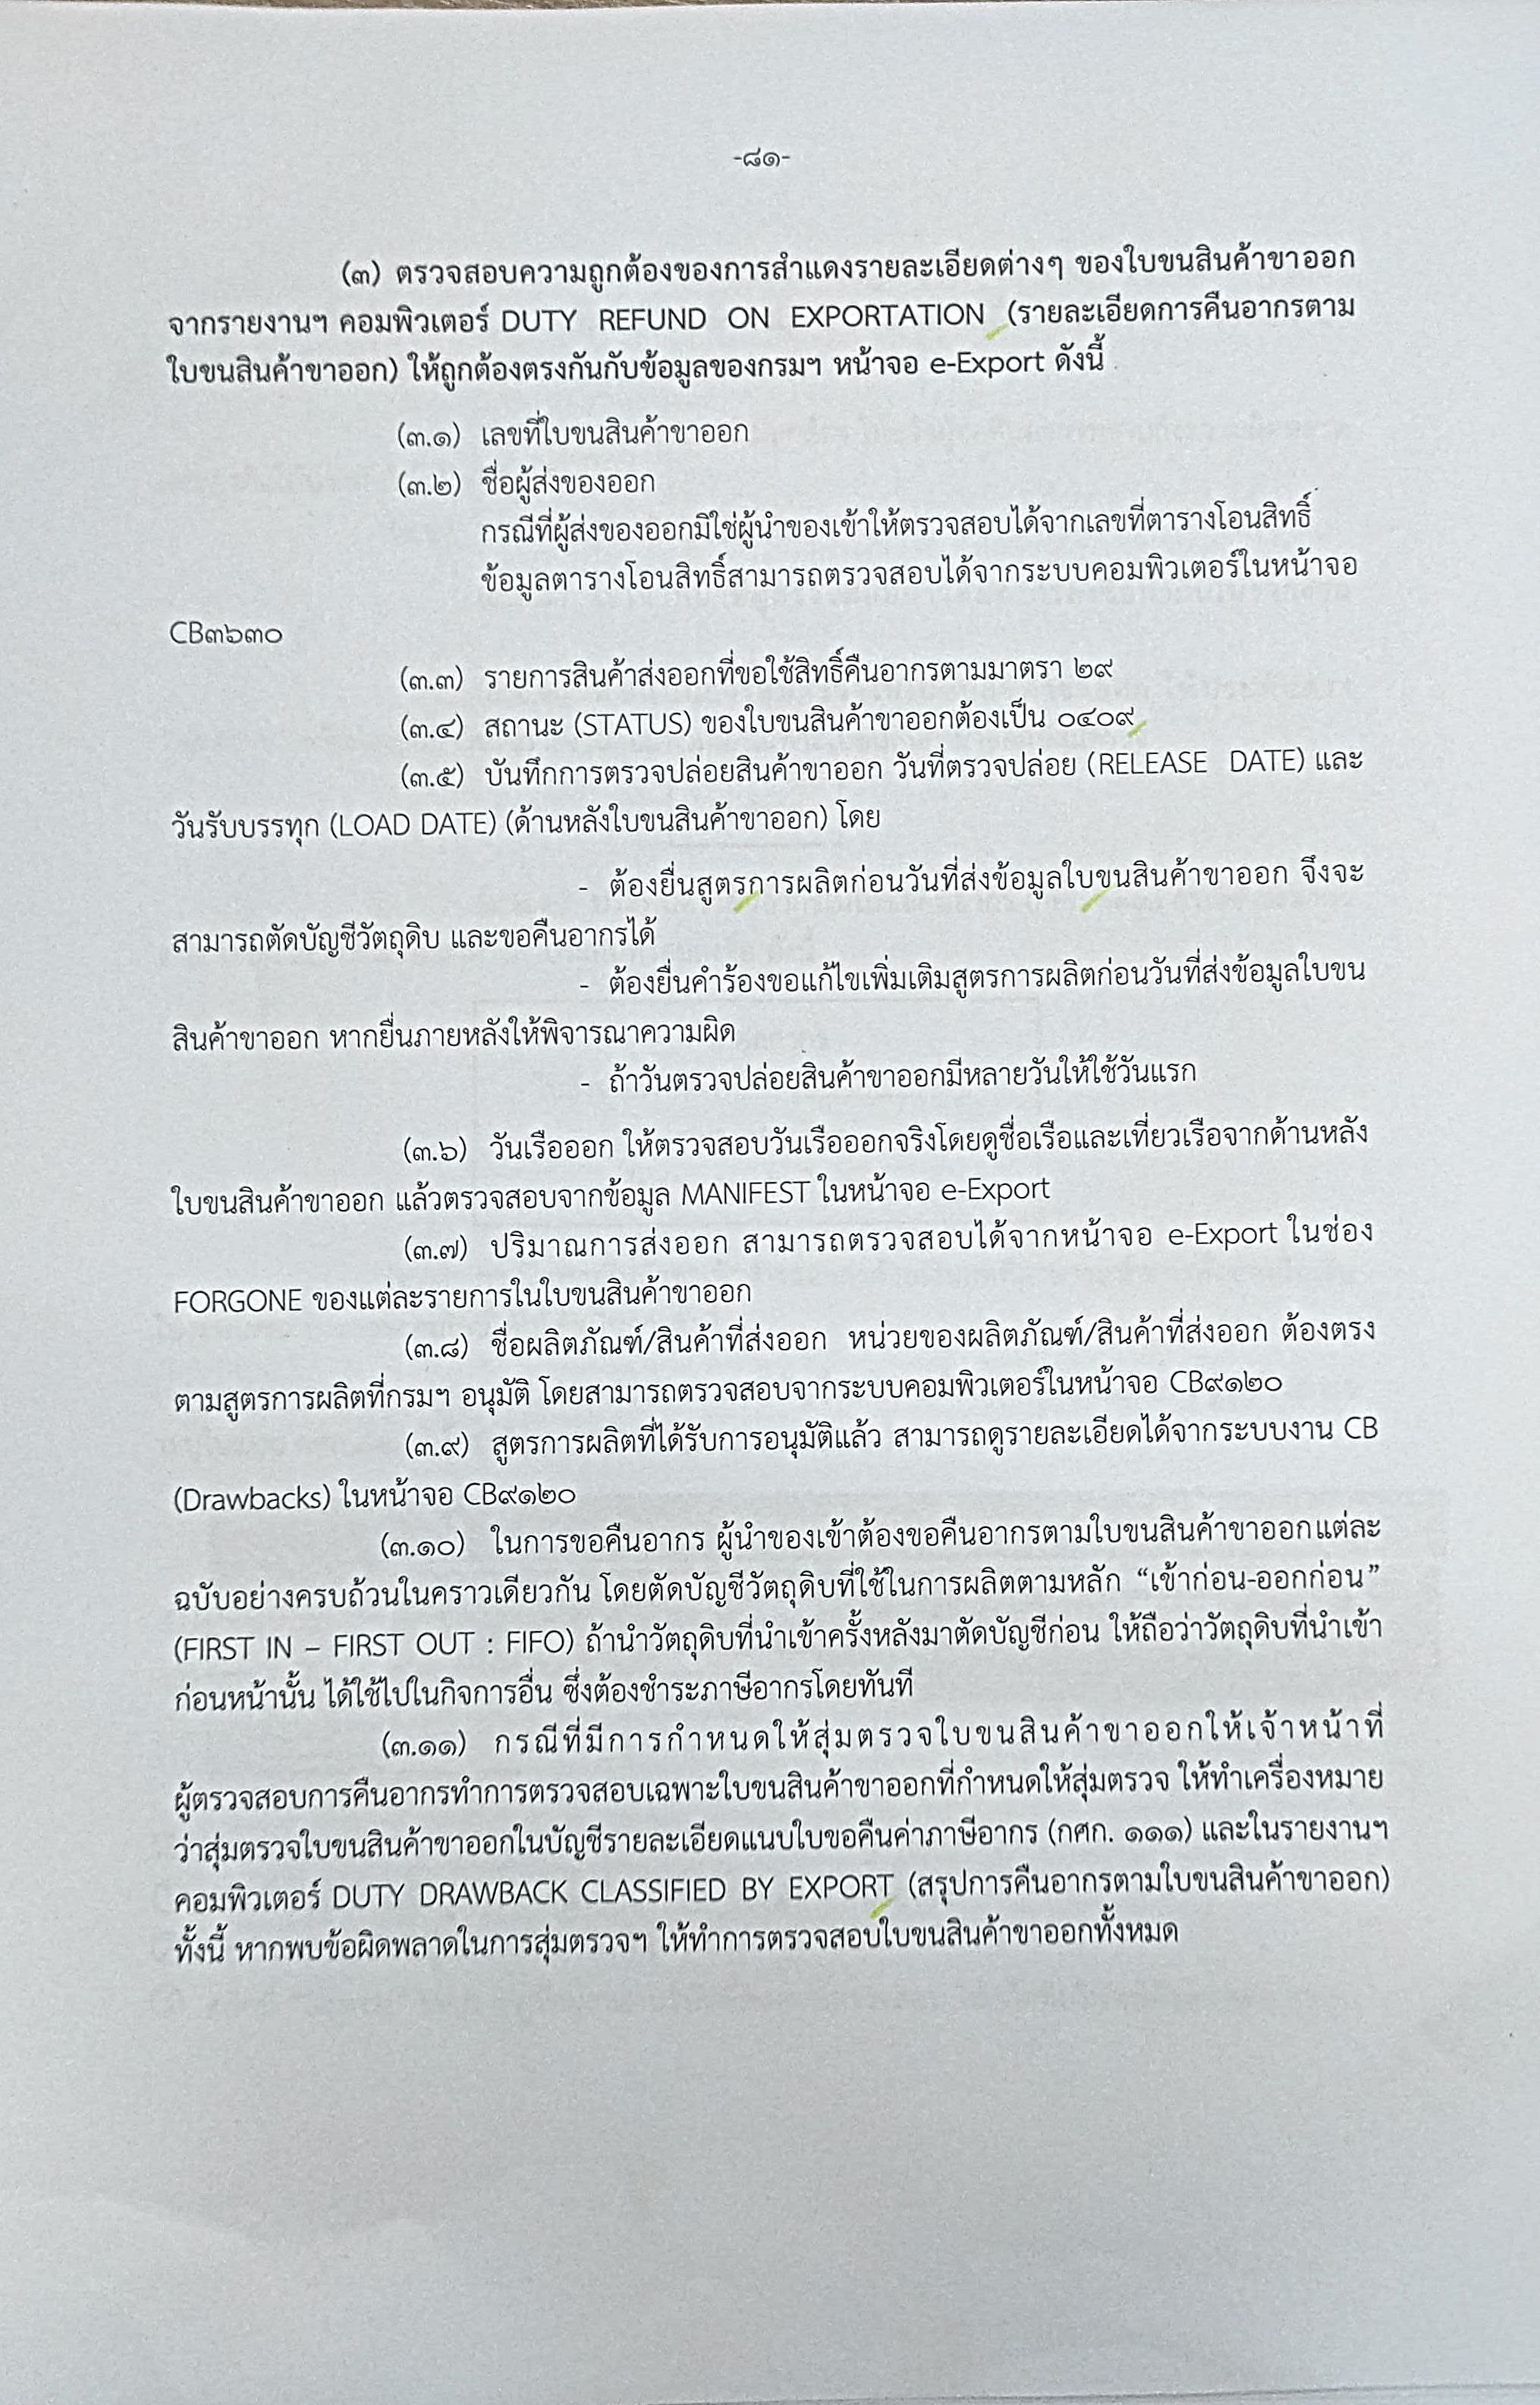 -๘๑-
(๓) ตรวจสอบความถูกต้องของการสำแดงรายละเอียดต่างๆ ของใบขนสินค้าขาออก
จากรายงานฯ คอมพิวเตอร์ DUTY REFUND ON EXPORTATION (รายละเอียดการคืนอากรตาม
ใบขนสินค้าขาออก) ให้ถูกต้องตรงกันกับข้อมูลของกรมฯ หน้าจอ e-Export ดังนี้
(๓.๑) เลขที่ใบขนสินค้าขาออก
(๓.๒) ชื่อผู้ส่งของออก
กรณีที่ผู้ส่งของออกมิใช่ผู้นำของเข้าให้ตรวจสอบได้จากเลขที่ตารางโอนสิทธิ์
ข้อมูลตารางโอนสิทธิ์สามารถตรวจสอบได้จากระบบคอมพิวเตอร์ในหน้าจอ
CB๓๖๓๐
(๓.๓) รายการสินค้าส่งออกที่ขอใช้สิทธิ์คืนอากรตามมาตรา ๒๙
(๓.๔) สถานะ (STATUS) ของใบขนสินค้าขาออกต้องเป็น ๐๔๐๙
(๓.๕) บันทึกการตรวจปล่อยสินค้าขาออก วันที่ตรวจปล่อย (RELEASE DATE) และ
วันรับบรรทุก (LOAD DATE) (ด้านหลังใบขนสินค้าขาออก) โดย
- ต้องยื่นสูตรการผลิตก่อนวันที่ส่งข้อมูลใบขนสินค้าขาออก จึงจะ
สามารถตัดบัญชีวัตถุดิบ และขอคืนอากรได้
- ต้องยื่นคำร้องขอแก้ไขเพิ่มเติมสูตรการผลิตก่อนวันที่ส่งข้อมูลใบขน
สินค้าขาออก หากยื่นภายหลังให้พิจารณาความผิด
- ถ้าวันตรวจปล่อยสินค้าขาออกมีหลายวันให้ใช้วันแรก
(๓.๖) วันเรือออก ให้ตรวจสอบวันเรือออกจริงโดยดูชื่อเรือและเที่ยวเรือจากด้านหลัง
ใบขนสินค้าขาออก แล้วตรวจสอบจากข้อมูล MANIFEST ในหน้าจอ e-Export
(๓.๗) ปริมาณการส่งออก สามารถตรวจสอบได้จากหน้าจอ e-Export ในช่อง
FORGONE ของแต่ละรายการในใบขนสินค้าขาออก
(๓.๘) ชื่อผลิตภัณฑ์/สินค้าที่ส่งออก หน่วยของผลิตภัณฑ์/สินค้าที่ส่งออก ต้องตรง
ตามสูตรการผลิตที่กรมฯ อนุมัติ โดยสามารถตรวจสอบจากระบบคอมพิวเตอร์ในหน้าจอ CB๙๑๒๐
(๓.๙) สูตรการผลิตที่ได้รับการอนุมัติแล้ว สามารถดูรายละเอียดได้จากระบบงาน CB
(Drawbacks) ในหน้าจอ CB๙๑๒๐
(๓.๑๐) ในการขอคืนอากร ผู้นำของเข้าต้องขอคืนอากรตามใบขนสินค้าขาออกแต่ละ
ฉบับอย่างครบถ้วนในคราวเดียวกัน โดยตัดบัญชีวัตถุดิบที่ใช้ในการผลิตตามหลัก “เข้าก่อน-ออกก่อน”
(FIRST IN – FIRST OUT : FIFO) ถ้านำวัตถุดิบที่นำเข้าครั้งหลังมาตัดบัญชีก่อน ให้ถือว่าวัตถุดิบที่นำเข้า
ก่อนหน้านั้น ได้ใช้ไปในกิจการอื่น ซึ่งต้องชำระภาษีอากรโดยทันที
(๓.๑๑) กรณีที่มีการกำหนดให้สุ่มตรวจใบขนสินค้าขาออกให้เจ้าหน้าที่
ผู้ตรวจสอบการคืนอากรทำการตรวจสอบเฉพาะใบขนสินค้าขาออกที่กำหนดให้สุ่มตรวจ ให้ทำเครื่องหมาย
ว่าสุ่มตรวจใบขนสินค้าขาออกในบัญชีรายละเอียดแนบใบขอคืนค่าภาษีอากร (กศก. ๑๑๑) และในรายงานฯ
คอมพิวเตอร์ DUTY DRAWBACK CLASSIFIED BY EXPORT (สรุปการคืนอากรตามใบขนสินค้าขาออก)
ทั้งนี้ หากพบข้อผิดพลาดในการสุ่มตรวจฯ ให้ทำการตรวจสอบใบขนสินค้าขาออกทั้งหมด